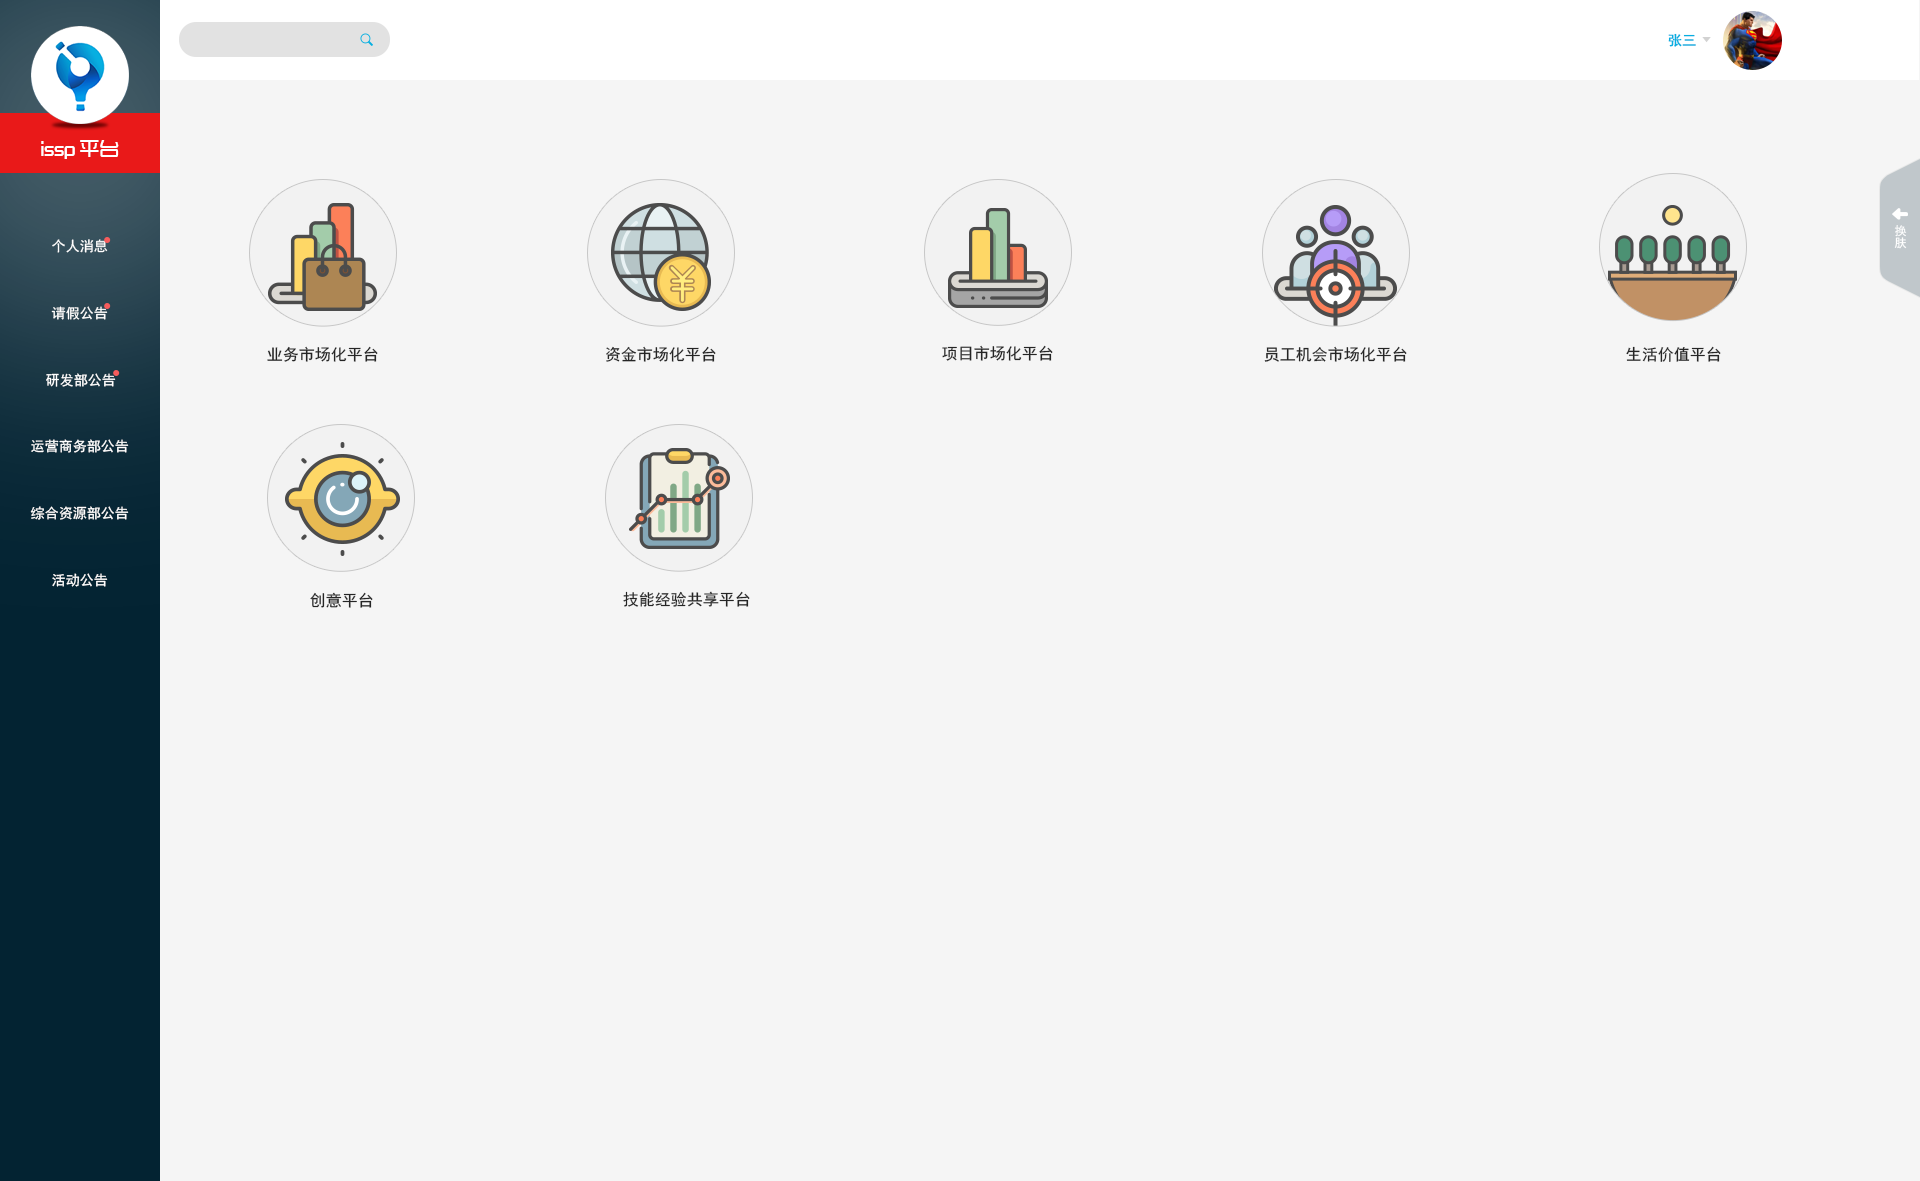 issp 平台
个人消息
请假公告
研发部公告
运营商务部公告
综合资源部公告
活动公告
张三
换肤
业务市场化平台
资金市场化平台
项目市场化平台
员工机会市场化平台
生活价值平台
创意平台
技能经验共享平台